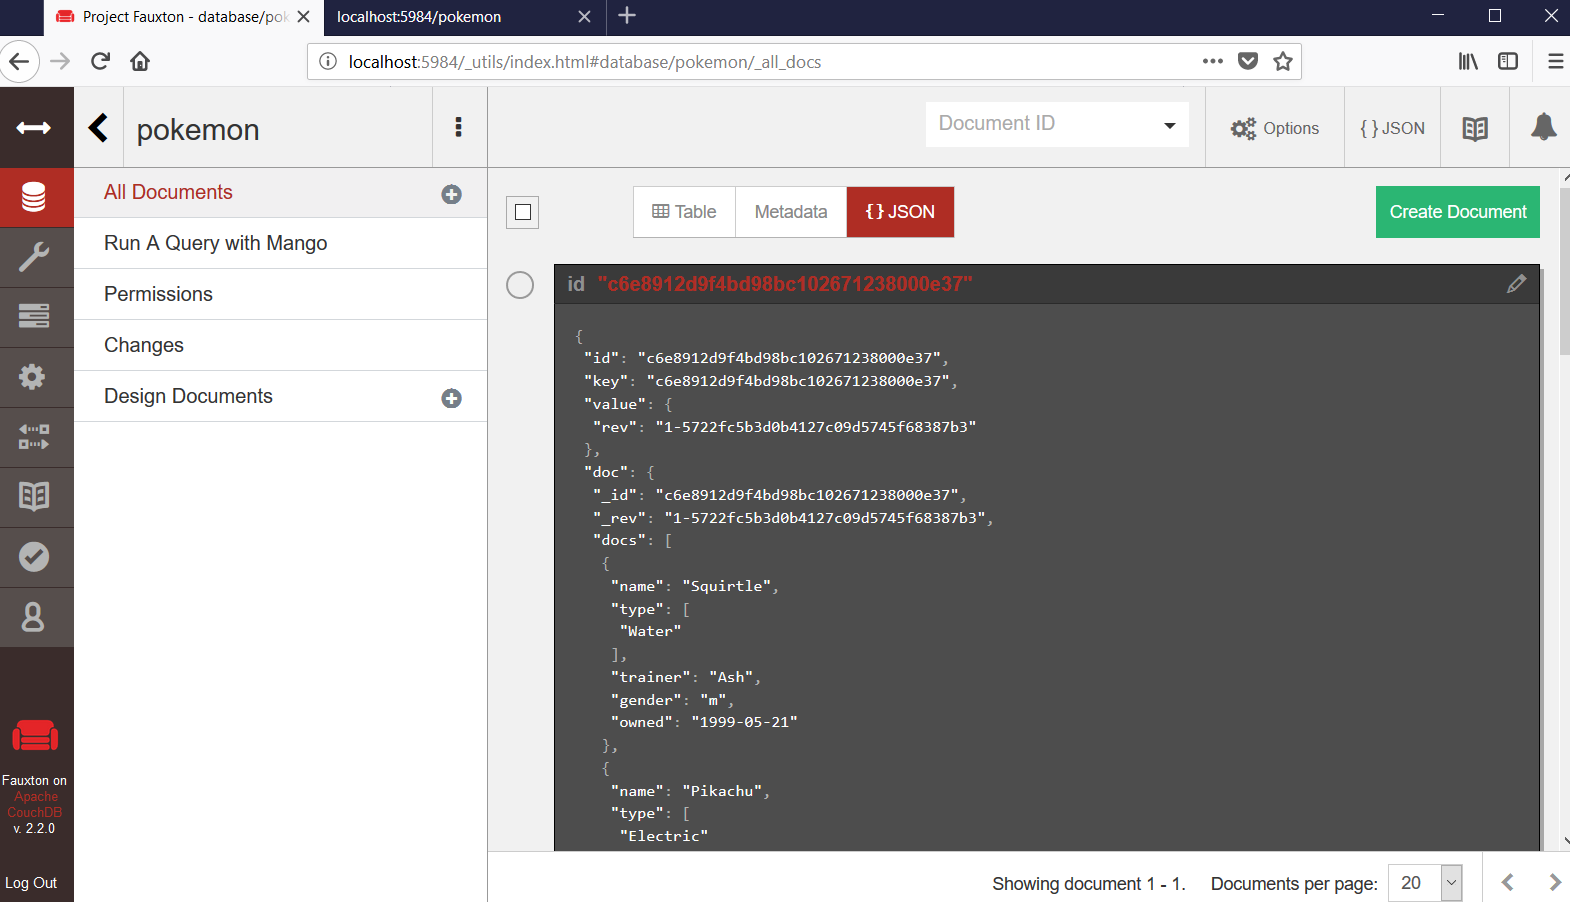 Project Fauxton - database/pok
localhost:5984/pokemon
localhost:5984/_utils/index.html#database/pokemon/_all_docs
pokemon
Document ID
Options
{ } JSON
All Documents
Run A Query with Mango
Permissions
Changes
Design Documents
Table
Metadata
{ } JSON
Create Document
id "c6e8912d9f4bd98bc102671238000e37"
{
"id": "c6e8912d9f4bd98bc102671238000e37",
"key": "c6e8912d9f4bd98bc102671238000e37",
"value": {
"rev": "1-5722fc5b3d0b4127c09d5745f68387b3"
},
"doc": {
"_id": "c6e8912d9f4bd98bc102671238000e37",
"_rev": "1-5722fc5b3d0b4127c09d5745f68387b3",
"docs": [
{
"name": "Squirtle",
"type": [
"Water"
],
"trainer": "Ash",
"gender": "m",
"owned": "1999-05-21"
},
{
"name": "Pikachu",
"type": [
"Electric"
Fauxton on
Apache
CouchDB
v. 2.2.0
Log Out
Showing document 1 - 1.
Documents per page:
20